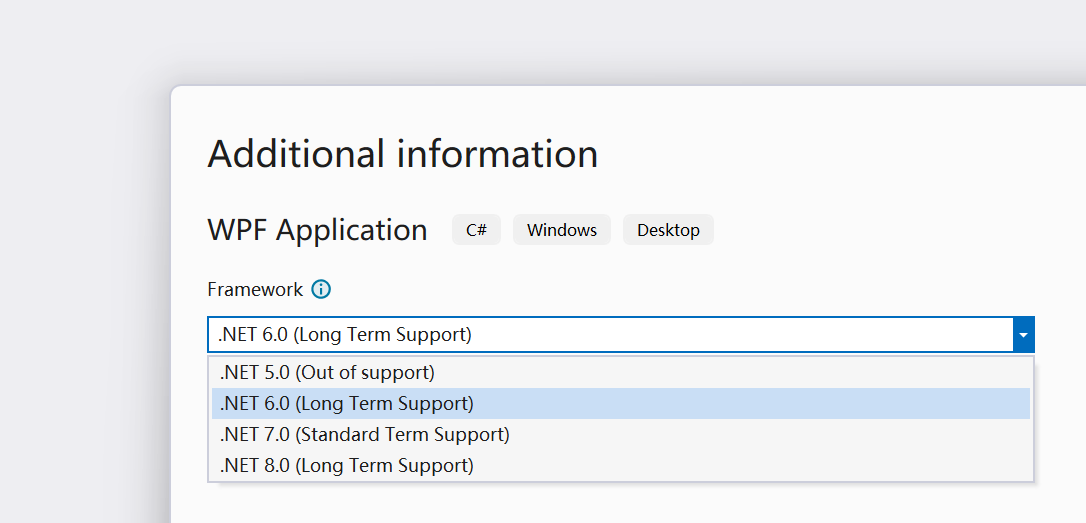 Additional information
WPF Application C# Windows Desktop
Framework
.NET 6.0 (Long Term Support)
.NET 5.0 (Out of support)
.NET 6.0 (Long Term Support)
.NET 7.0 (Standard Term Support)
.NET 8.0 (Long Term Support)